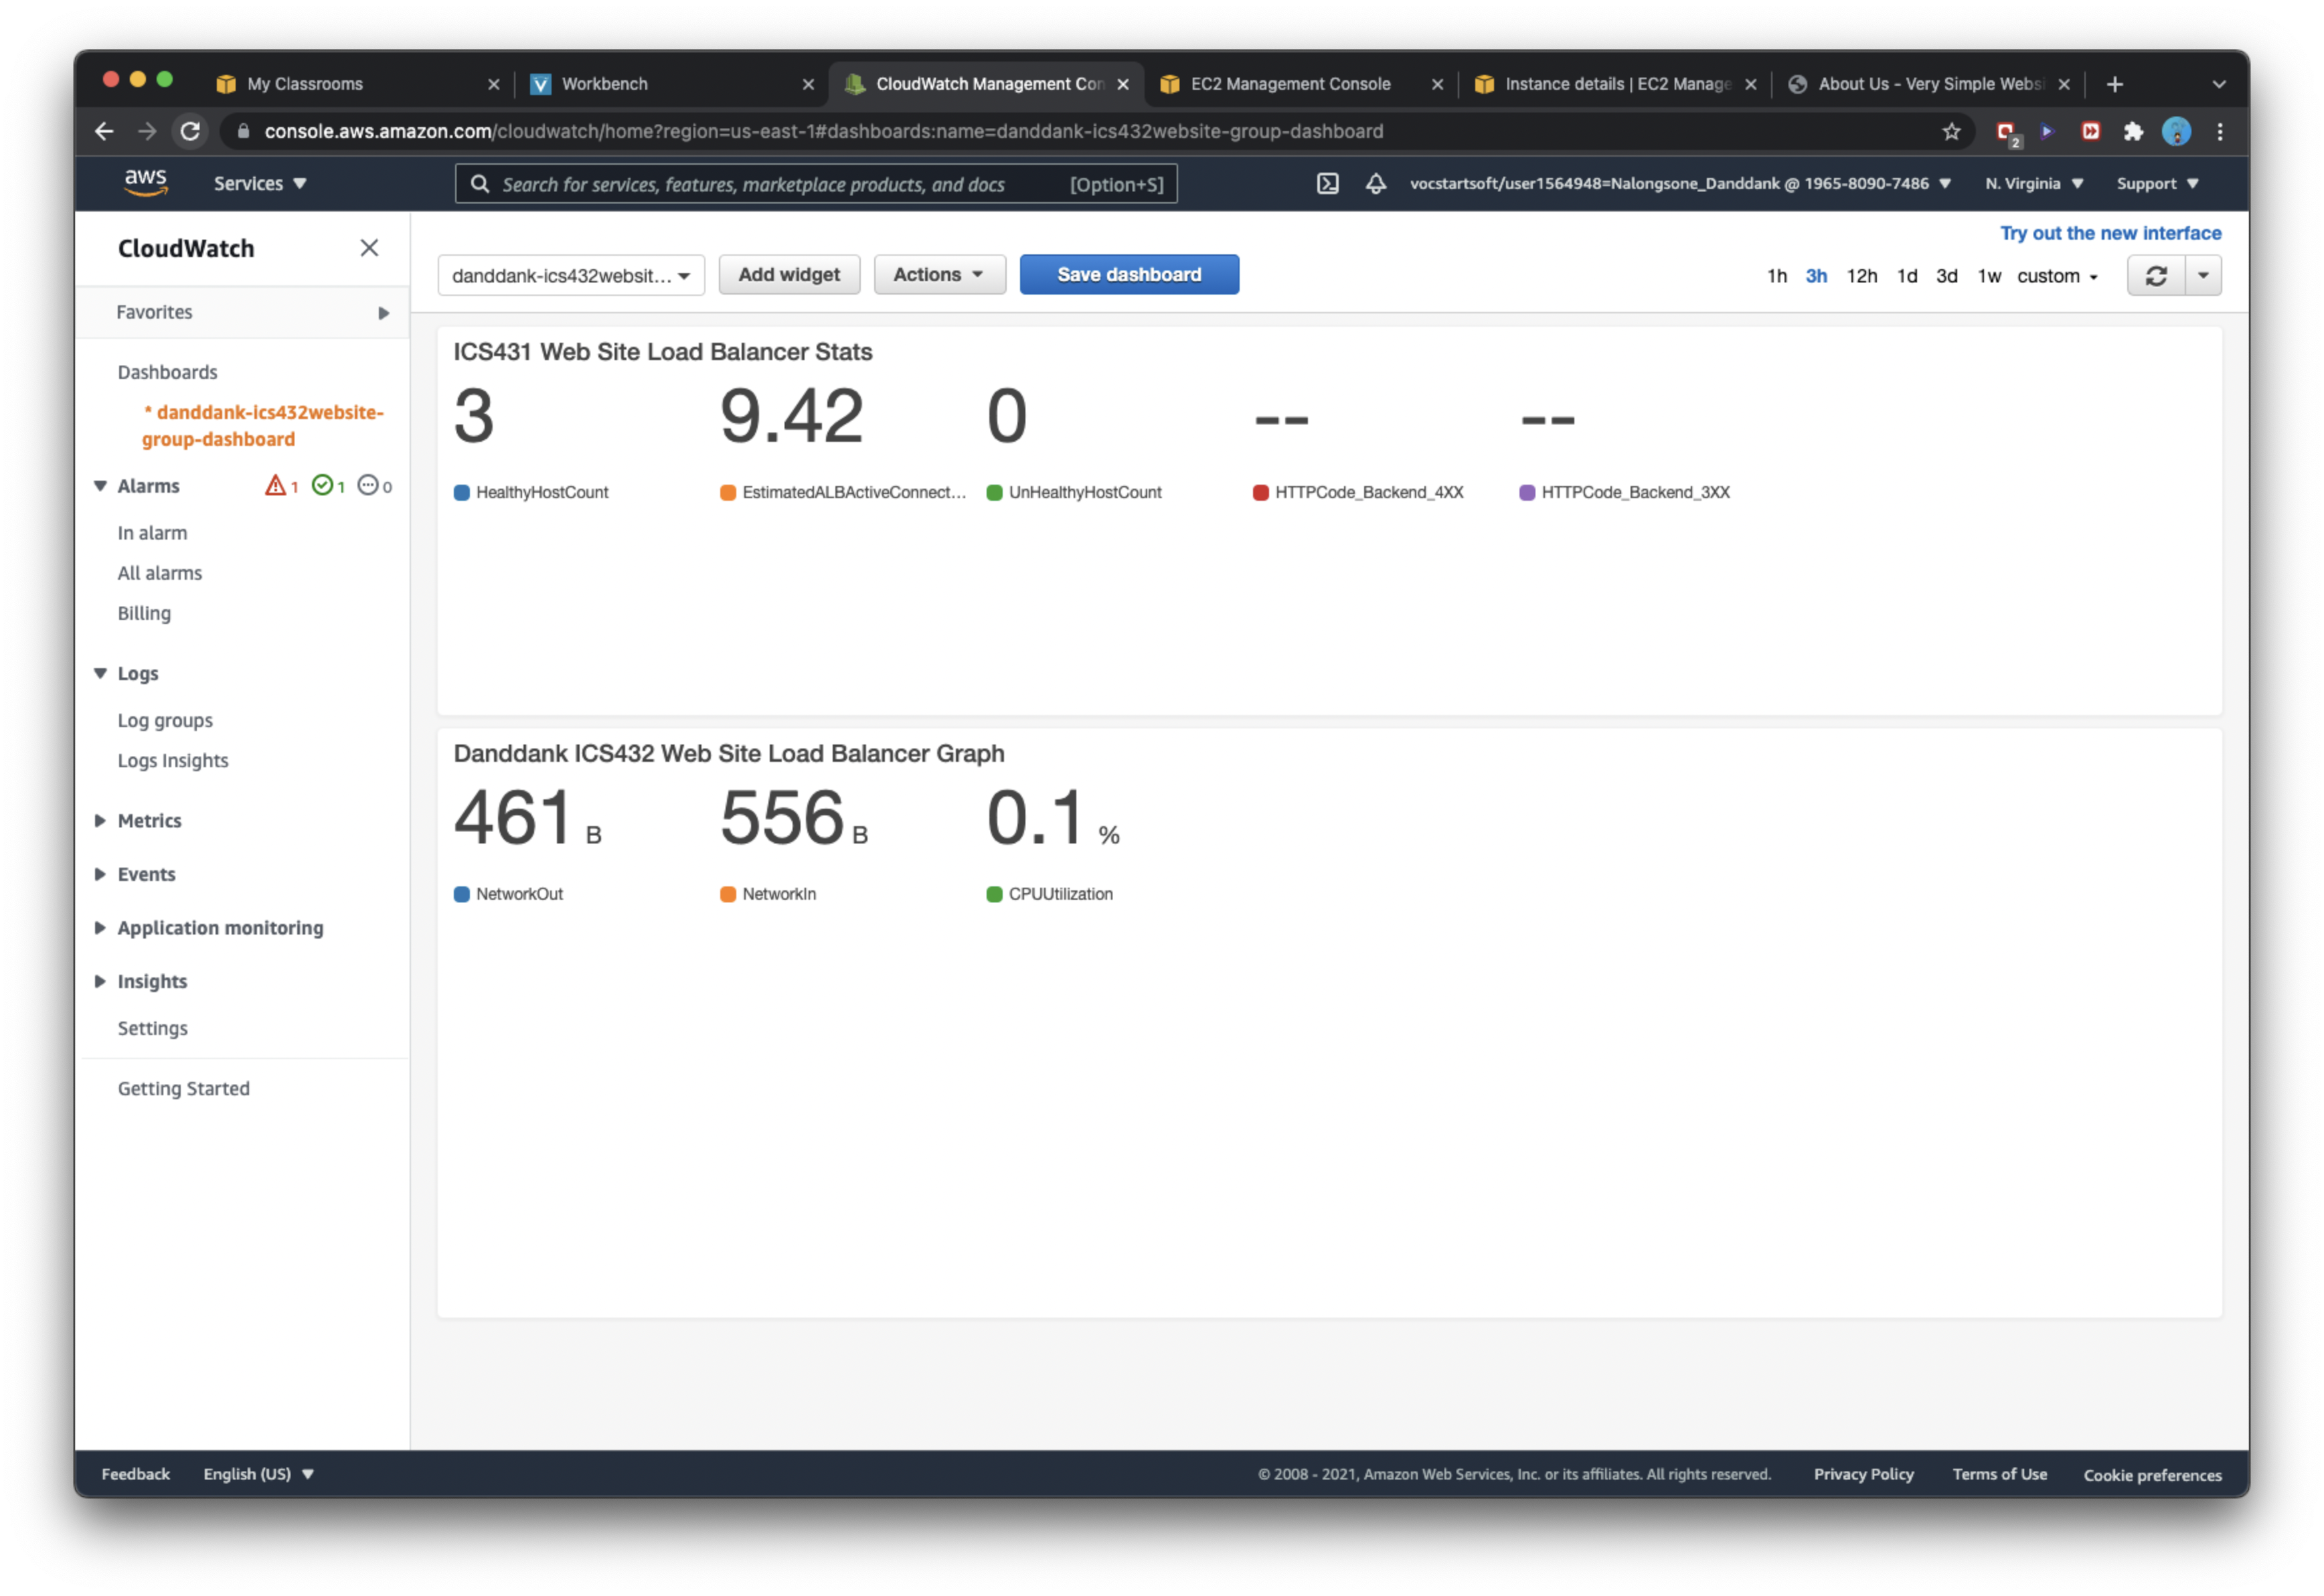 My Classrooms
Workbench
CloudWatch Management Con
EC2 Management Console
Instance details | EC2 Manage
About Us - Very Simple Websi
console.aws.amazon.com/cloudwatch/home?region=us-east-1#dashboards:name=danddank-ics432website-group-dashboard
2
aws
Services
Search for services, features, marketplace products, and docs
[Option+S]
vocstartsoft/user1564948=Nalongsone_Danddank @ 1965-8090-7486
N. Virginia
Support
CloudWatch
Favorites
Dashboards
* danddank-ics432website-
group-dashboard
Alarms
1
1
0
In alarm
All alarms
Billing
Logs
Log groups
Logs Insights
Metrics
Events
Application monitoring
Insights
Settings
Getting Started
Try out the new interface
danddank-ics432websit...
Add widget
Actions
Save dashboard
1h
3h
12h
1d
3d
1w
custom
ICS431 Web Site Load Balancer Stats
3
9.42
0
--
--
HealthyHostCount
EstimatedALBActiveConnect...
UnHealthyHostCount
HTTPCode_Backend_4XX
HTTPCode_Backend_3XX
Danddank ICS432 Web Site Load Balancer Graph
461 B
556 B
0.1 %
NetworkOut
NetworkIn
CPUUtilization
Feedback
English (US)
© 2008 - 2021, Amazon Web Services, Inc. or its affiliates. All rights reserved.
Privacy Policy
Terms of Use
Cookie preferences